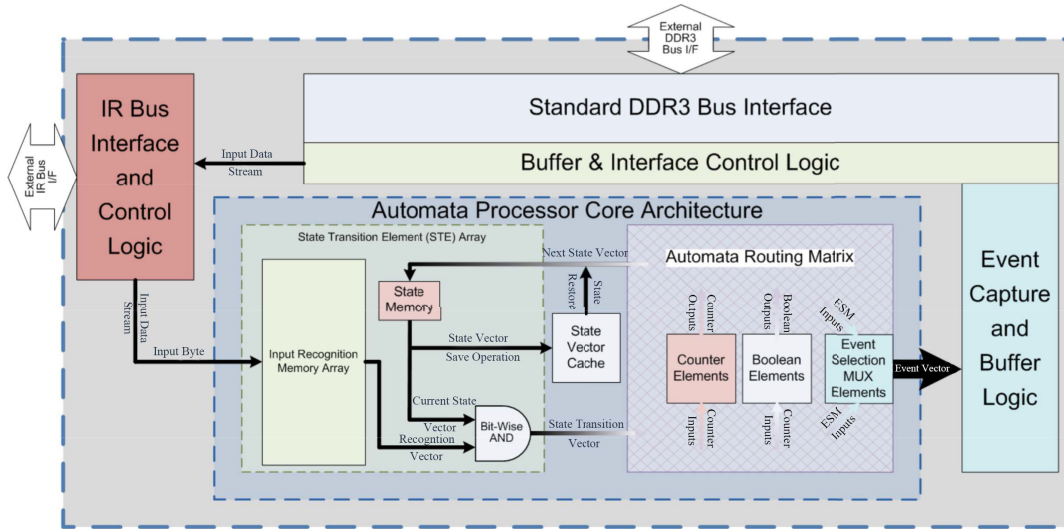 External
DDR3
Bus I/F
IR Bus
Interface
and
Control
Logic
External
IR Bus
I/F
Standard DDR3 Bus Interface
Buffer & Interface Control Logic
Input Data
Stream
Automata Processor Core Architecture
State Transition Element (STE) Array
Input Recognition
Memory Array
State
Memory
Next State Vector
State
Restore
State Vector
Save Operation
State
Vector
Cache
Current State
Vector
Recogntion
Vector
Bit-Wise
AND
State Transition
Vector
Input Data
Stream
Input Byte
Automata Routing Matrix
Counter
Outputs
Boolean
Outputs
ESM
Inputs
Counter
Elements
Boolean
Elements
Event
Selection
MUX
Elements
Counter
Inputs
Counter
Inputs
ESM
Inputs
Event Vector
Event
Capture
and
Buffer
Logic